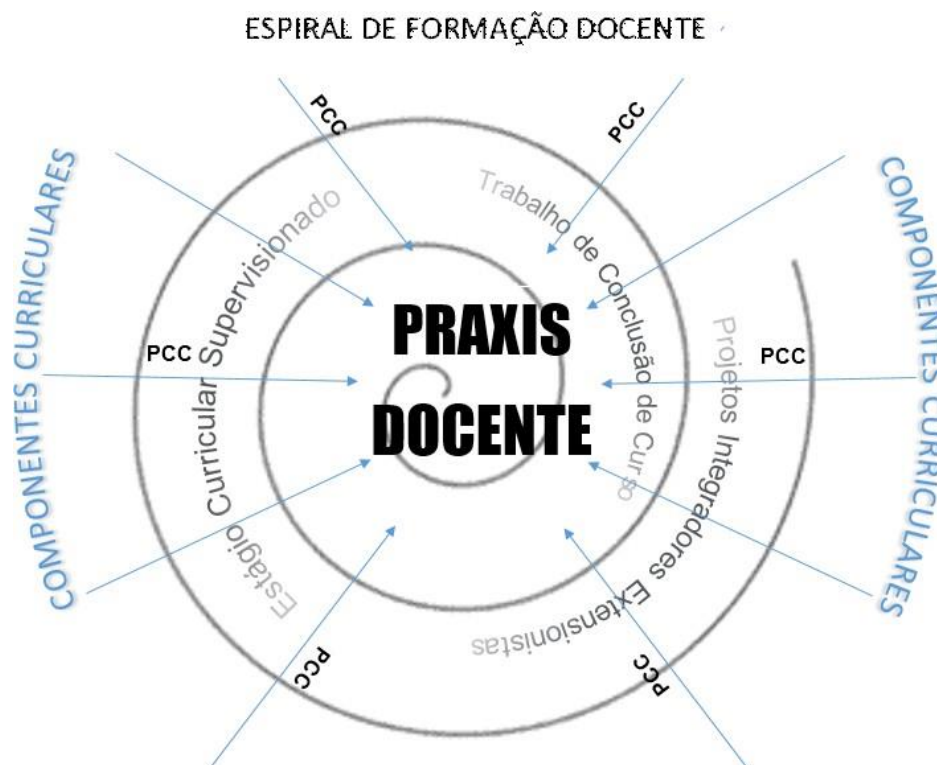 ESPIRAL DE FORMAÇÃO DOCENTE
PCC
PCC
COMPONENTES CURRICULARES
COMPONENTES CURRICULARES
Estágio Curricular Supervisionado
Trabalho de Conclusão de Curso
Projetos Integradores Extensionistas
PRAXIS
DOCENTE
PCC
PCC
PCC
PCC